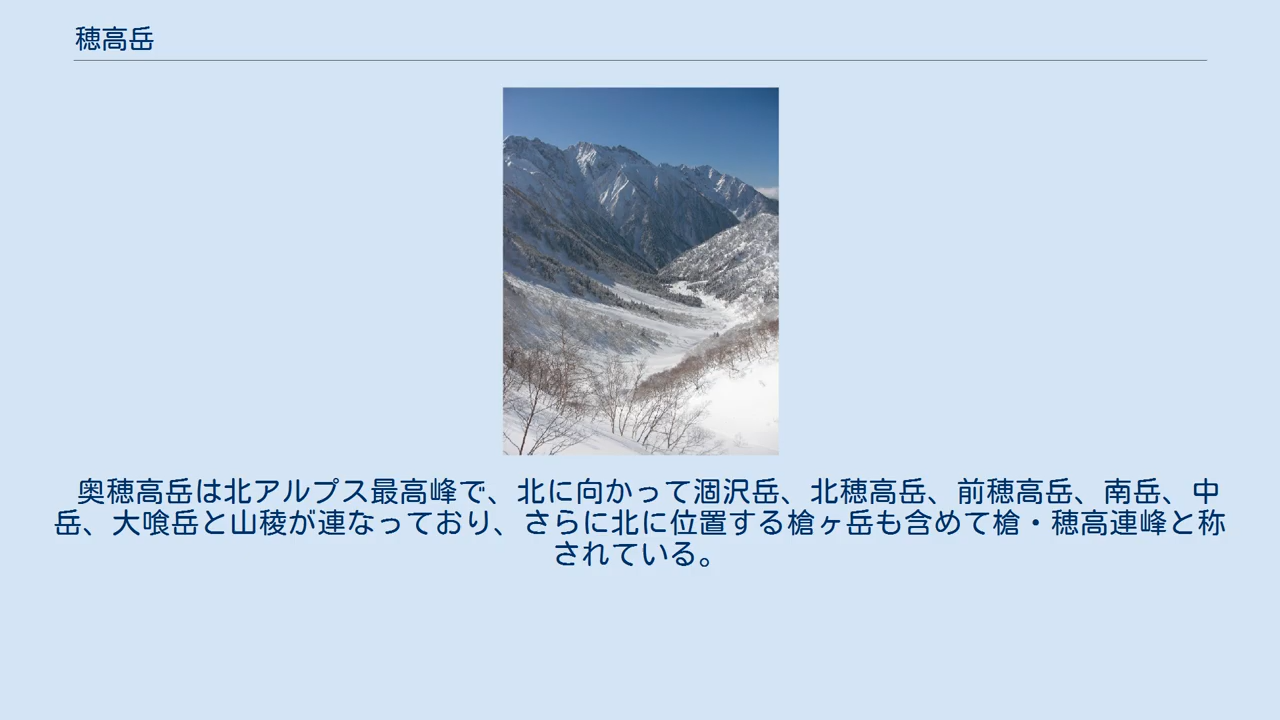 穂高岳
奥穂高岳は北アルプス最高峰で、北に向かって涸沢岳、北穂高岳、前穂高岳、南岳、中
岳、大喰岳と山稜が連なっており、さらに北に位置する槍ヶ岳も含めて槍・穂高連峰と称
されている。